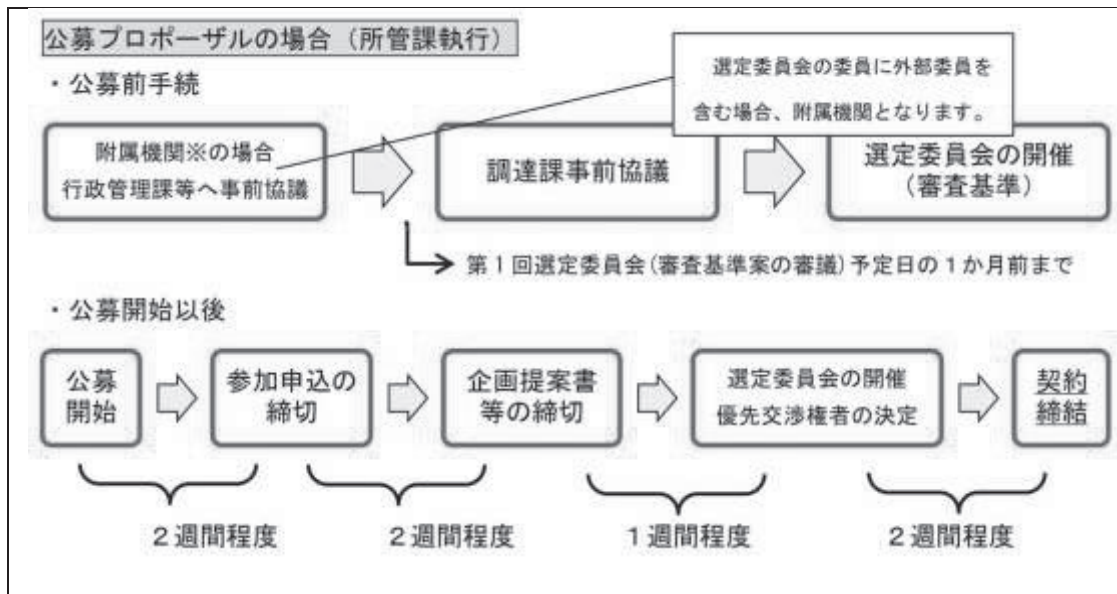 公募プロポーザルの場合（所管課執行）
・公募前手続
選定委員会の委員に外部委員を
含む場合、附属機関となります。
附属機関※の場合
行政管理課等へ事前協議
調達課事前協議
選定委員会の開催
（審査基準）
第１回選定委員会(審査基準案の審議)予定日の１か月前まで
・公募開始以後
公募
開始
参加申込の
締切
企画提案書
等の締切
選定委員会の開催
優先交渉権者の決定
契約
締結
２週間程度
２週間程度
１週間程度
２週間程度